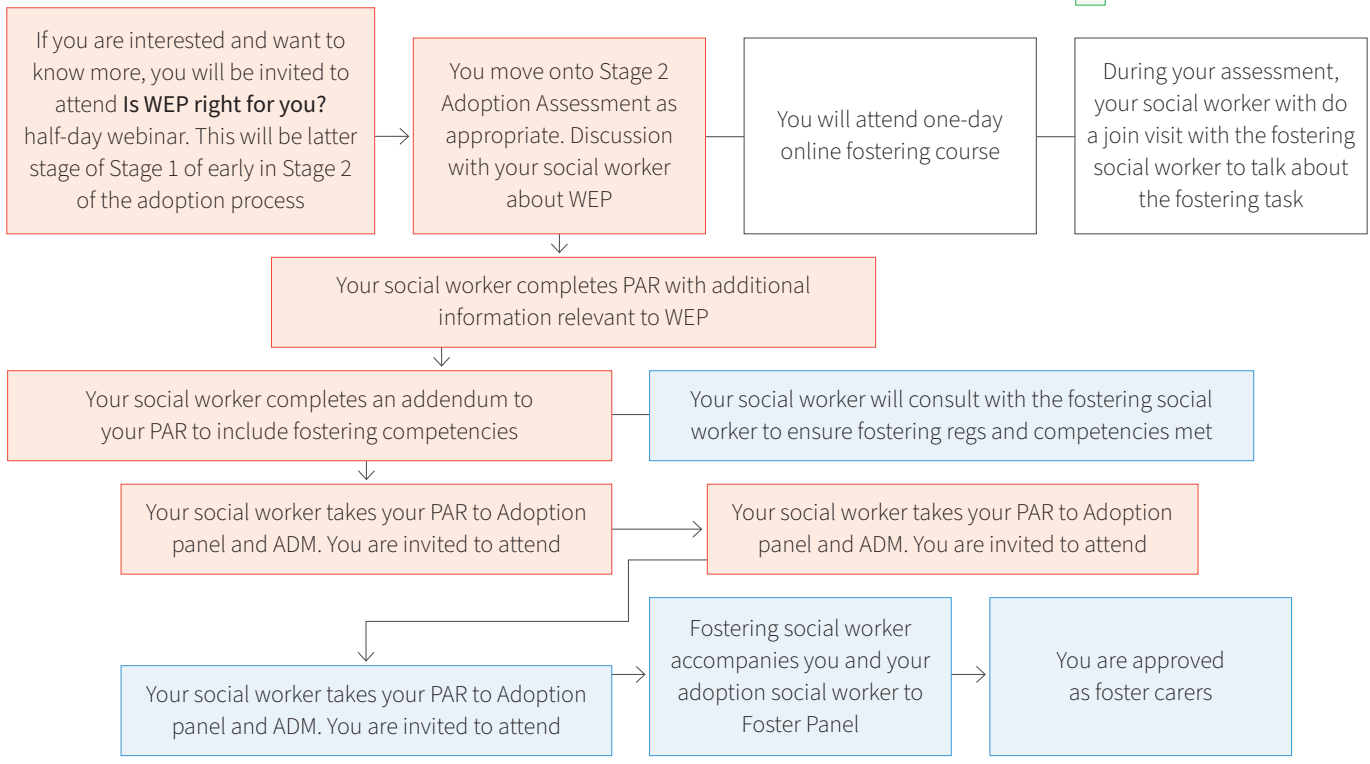 If you are interested and want to
know more, you will be invited to
attend Is WEP right for you?
half-day webinar. This will be latter
stage of Stage 1 of early in Stage 2
of the adoption process
You move onto Stage 2
Adoption Assessment as
appropriate. Discussion
with your social worker
about WEP
You will attend one-day
online fostering course
During your assessment,
your social worker with do
a join visit with the fostering
social worker to talk about
the fostering task
Your social worker completes PAR with additional
information relevant to WEP
Your social worker completes an addendum to
your PAR to include fostering competencies
Your social worker will consult with the fostering social
worker to ensure fostering regs and competencies met
Your social worker takes your PAR to Adoption
panel and ADM. You are invited to attend
Your social worker takes your PAR to Adoption
panel and ADM. You are invited to attend
Your social worker takes your PAR to Adoption
panel and ADM. You are invited to attend
Fostering social worker
accompanies you and your
adoption social worker to
Foster Panel
You are approved
as foster carers